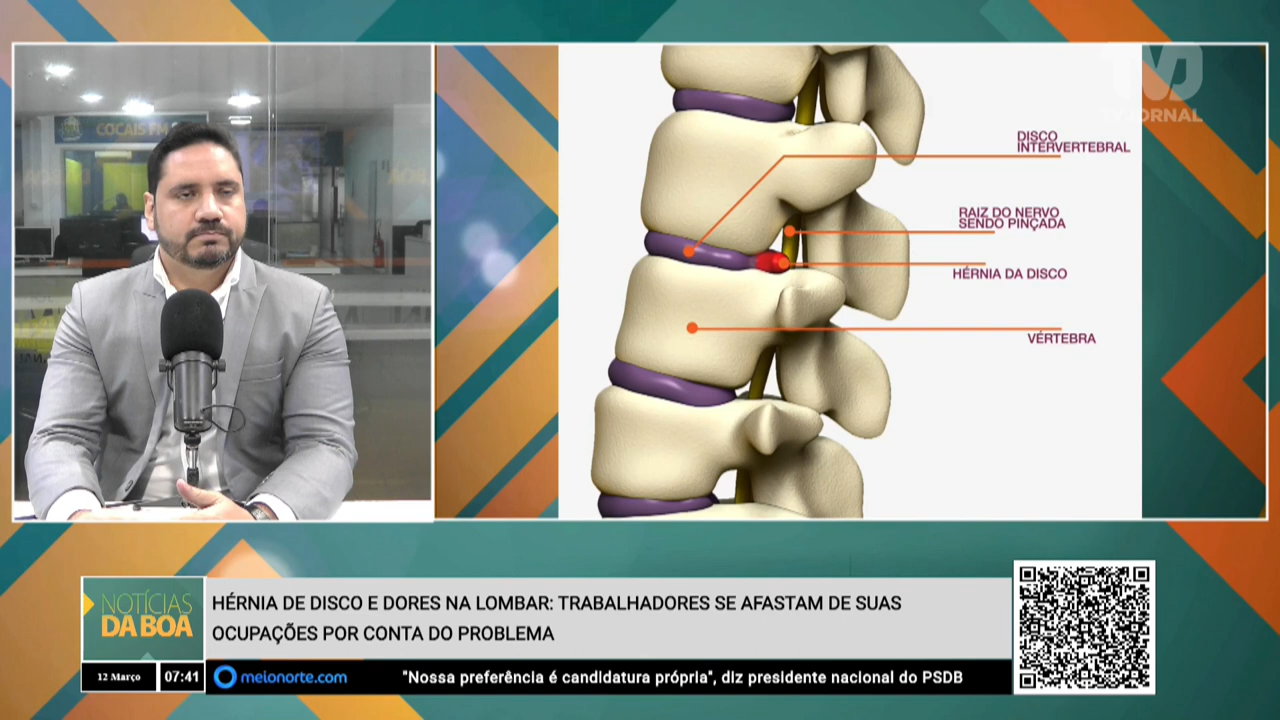 COCAIS FM
TVJ
TV JORNAL
DISCO
INTERVERTEBRAL
RAIZ DO NERVO
SENDO PINÇADA
HÉRNIA DA DISCO
VÉRTEBRA
NOTÍCIAS
DA BOA
HÉRNIA DE DISCO E DORES NA LOMBAR: TRABALHADORES SE AFASTAM DE SUAS
OCUPAÇÕES POR CONTA DO PROBLEMA
12 Março
07:41
meionorte.com
"Nossa preferência é candidatura própria", diz presidente nacional do PSDB